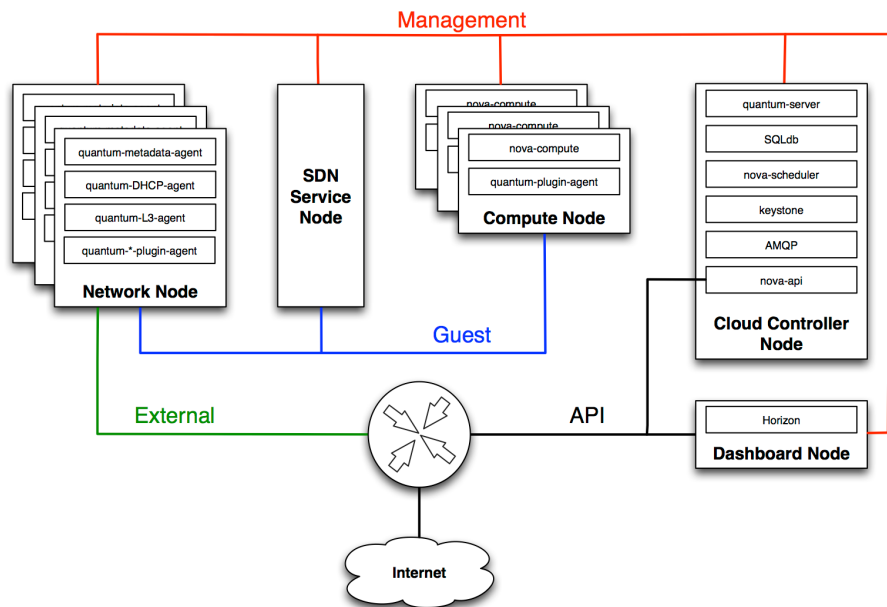 Management
quantum-metadata-agent
quantum-DHCP-agent
quantum-L3-agent
quantum-*-plugin-agent
Network Node
SDN
Service
Node
nova-compute
nova-compute
nova-compute
quantum-plugin-agent
Compute Node
quantum-server
SQLdb
nova-scheduler
keystone
AMQP
nova-api
Cloud Controller
Node
Guest
External
API
Horizon
Dashboard Node
Internet